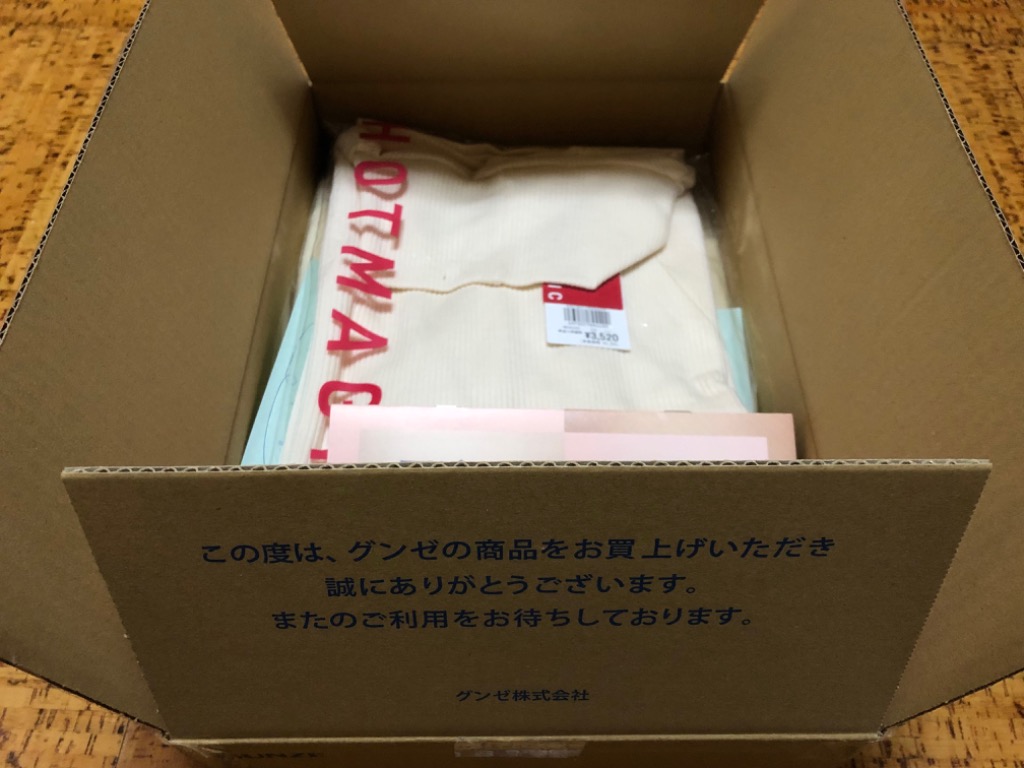 HOTMAG
IC
¥3,520
この度は、グンゼの商品をお買上げいただき
誠にありがとうございます。
またのご利用をお待ちしております。
グンゼ株式会社